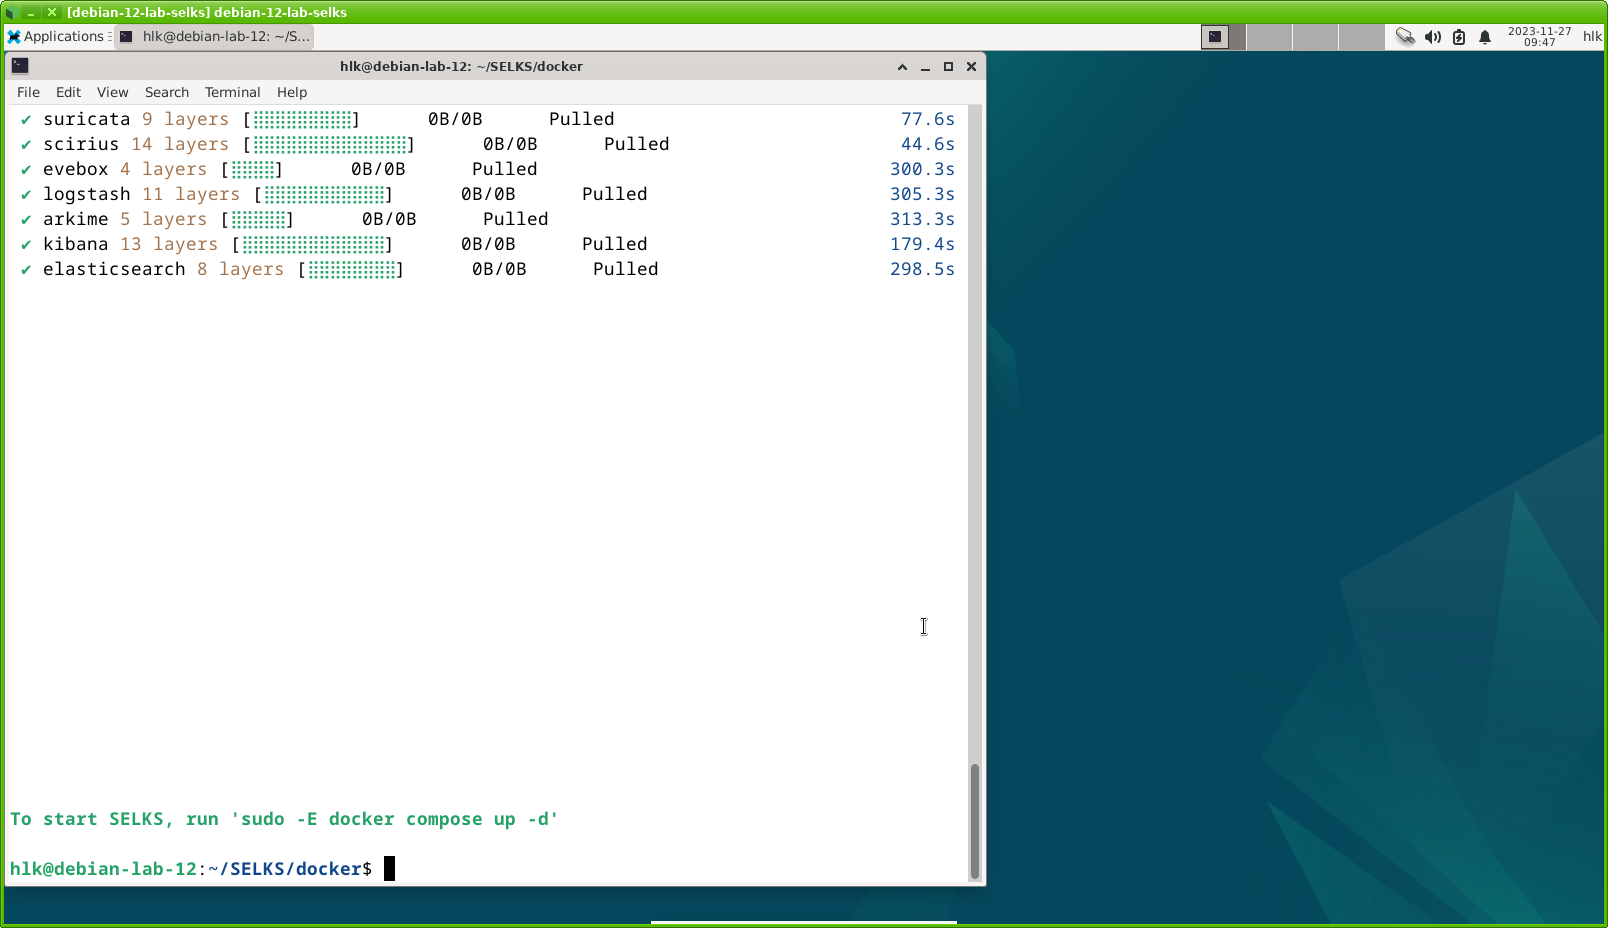 [debian-12-lab-selks] debian-12-lab-selks
Applications hlk@debian-lab-12: ~/S... 2023-11-27 hlk
09:47
hlk@debian-lab-12: ~/SELKS/docker
File Edit View Search Terminal Help
✔ suricata 9 layers [⣿⣿⣿⣿⣿⣿⣿⣿⣿] 0B/0B Pulled 77.6s
✔ scirius 14 layers [⣿⣿⣿⣿⣿⣿⣿⣿⣿⣿⣿⣿⣿⣿] 0B/0B Pulled 44.6s
✔ evebox 4 layers [⣿⣿⣿⣿] 0B/0B Pulled 300.3s
✔ logstash 11 layers [⣿⣿⣿⣿⣿⣿⣿⣿⣿⣿⣿] 0B/0B Pulled 305.3s
✔ arkime 5 layers [⣿⣿⣿⣿⣿] 0B/0B Pulled 313.3s
✔ kibana 13 layers [⣿⣿⣿⣿⣿⣿⣿⣿⣿⣿⣿⣿⣿] 0B/0B Pulled 179.4s
✔ elasticsearch 8 layers [⣿⣿⣿⣿⣿⣿⣿⣿] 0B/0B Pulled 298.5s
To start SELKS, run 'sudo -E docker compose up -d'
hlk@debian-lab-12:~/SELKS/docker$